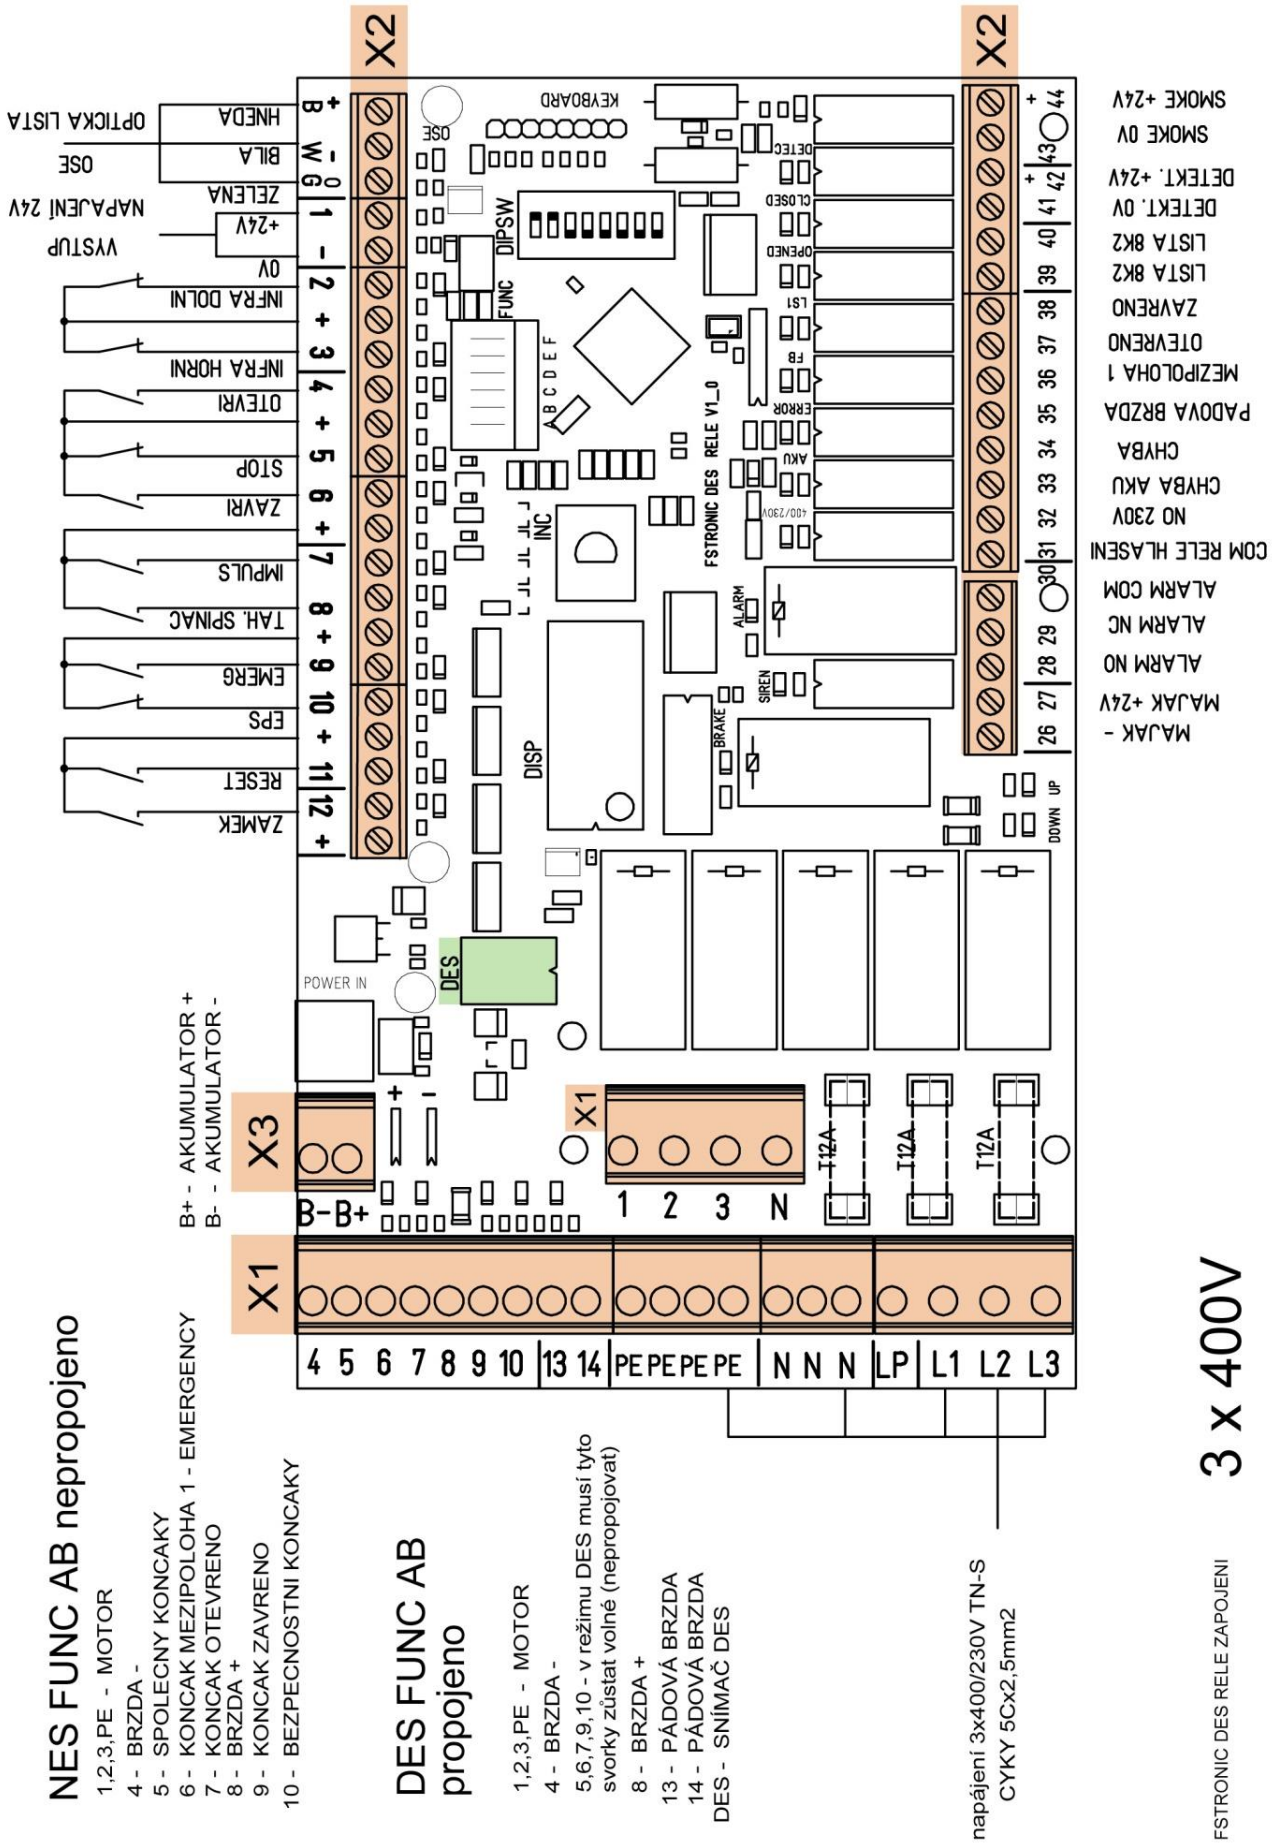 X2
OPTICKA LISTA
OSE
HNEDA
BILA
ZELENA
NAPAJENÍ 24V
VYSTUP
+24V
0V
INFRA DOLNI
INFRA HORNI
OTEVRI
STOP
ZAVRI
IMPULS
TAH. SPINAC
EMERG
EPS
RESET
ZAMEK
B +
W -
G 0
1
-
2
+
3
4
+
5
6
+
7
8
+
9
10
+
11
12
+
OSE
KEYBOARD
DIPSW
FUNC
A B C D E F
INC
DISP
DES
POWER IN
FSTRONIC DES RELE V1_0
DETEC
CLOSED
OPENED
LS1
FB
ERROR
AKU
400/230V
ALARM
SIREN
BRAKE
DOWN UP
X2
+ 44 SMOKE +24V
43 SMOKE 0V
+ 42 DETEKT. +24V
41 DETEKT. 0V
40 LISTA 8K2
39 LISTA 8K2
38 ZAVRENO
37 OTEVRENO
36 MEZIPOLOHA 1
35 PADOVA BRZDA
34 CHYBA
33 CHYBA AKU
32 NO 230V
31 COM RELE HLASENI
30 ALARM COM
29 ALARM NC
28 ALARM NO
27 MAJAK +24V
26 MAJAK -
B+ - AKUMULATOR +
B- - AKUMULATOR -
X3
B- B+
+
-
X1
1 2 3 N
T12A
T12A
T12A
X1
4 5 6 7 8 9 10 13 14 PE PE PE PE N N N LP L1 L2 L3
NES FUNC AB nepropojeno
1,2,3,PE - MOTOR
4 - BRZDA -
5 - SPOLECNY KONCAKY
6 - KONCAK MEZIPOLOHA 1 - EMERGENCY
7 - KONCAK OTEVRENO
8 - BRZDA +
9 - KONCAK ZAVRENO
10 - BEZPECNOSTNI KONCAKY
DES FUNC AB
propojeno
1,2,3,PE - MOTOR
4 - BRZDA -
5,6,7,9,10 - v režimu DES musí tyto
svorky zůstat volné (nepropojovat)
8 - BRZDA +
13 - PÁDOVÁ BRZDA
14 - PÁDOVÁ BRZDA
DES - SNÍMAČ DES
napájení 3x400/230V TN-S
CYKY 5Cx2,5mm2
3 x 400V
FSTRONIC DES RELE ZAPOJENI